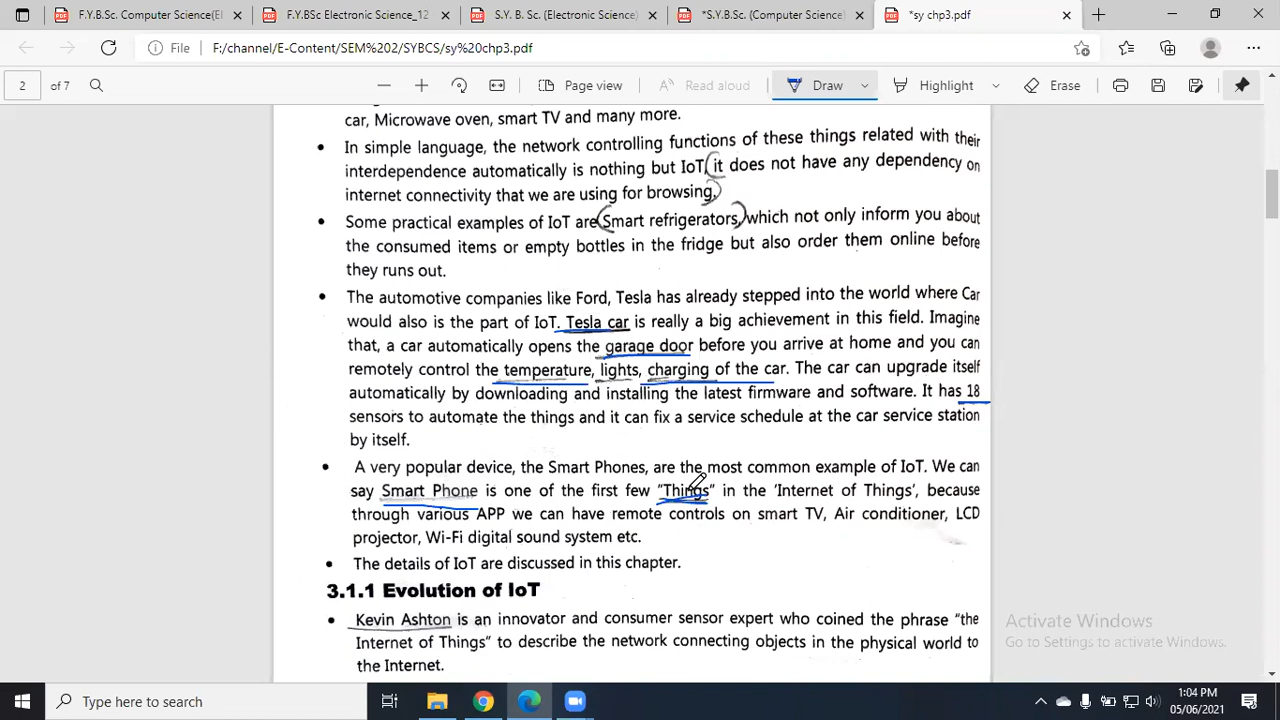 F.Y.B.Sc. Computer Science(El
F.Y.BSc Electronic Science_12
S.Y. B. Sc. (Electronic Science)
*S.Y.B.Sc. (Computer Science)
*sy chp3.pdf
File
F:/channel/E-Content/SEM%202/SYBCS/sy%20chp3.pdf
2 of 7
Page view
Read aloud
Draw
Highlight
Erase
car, Microwave oven, smart TV and many more.
• In simple language, the network controlling functions of these things related with their
interdependence automatically is nothing but IoT, it does not have any dependency on
internet connectivity that we are using for browsing.
• Some practical examples of IoT are Smart refrigerators, which not only inform you about
the consumed items or empty bottles in the fridge but also order them online before
they runs out.
• The automotive companies like Ford, Tesla has already stepped into the world where Car
would also is the part of IoT. Tesla car is really a big achievement in this field. Imagine
that, a car automatically opens the garage door before you arrive at home and you can
remotely control the temperature, lights, charging of the car. The car can upgrade itself
automatically by downloading and installing the latest firmware and software. It has 18
sensors to automate the things and it can fix a service schedule at the car service station
by itself.
• A very popular device, the Smart Phones, are the most common example of IoT. We can
say Smart Phone is one of the first few "Things" in the 'Internet of Things', because
through various APP we can have remote controls on smart TV, Air conditioner, LCD
projector, Wi-Fi digital sound system etc.
• The details of IoT are discussed in this chapter.
3.1.1 Evolution of IoT
• Kevin Ashton is an innovator and consumer sensor expert who coined the phrase "the
Internet of Things" to describe the network connecting objects in the physical world to
the Internet.
Activate Windows
Go to Settings to activate Windows.
Type here to search
1:04 PM
05/06/2021